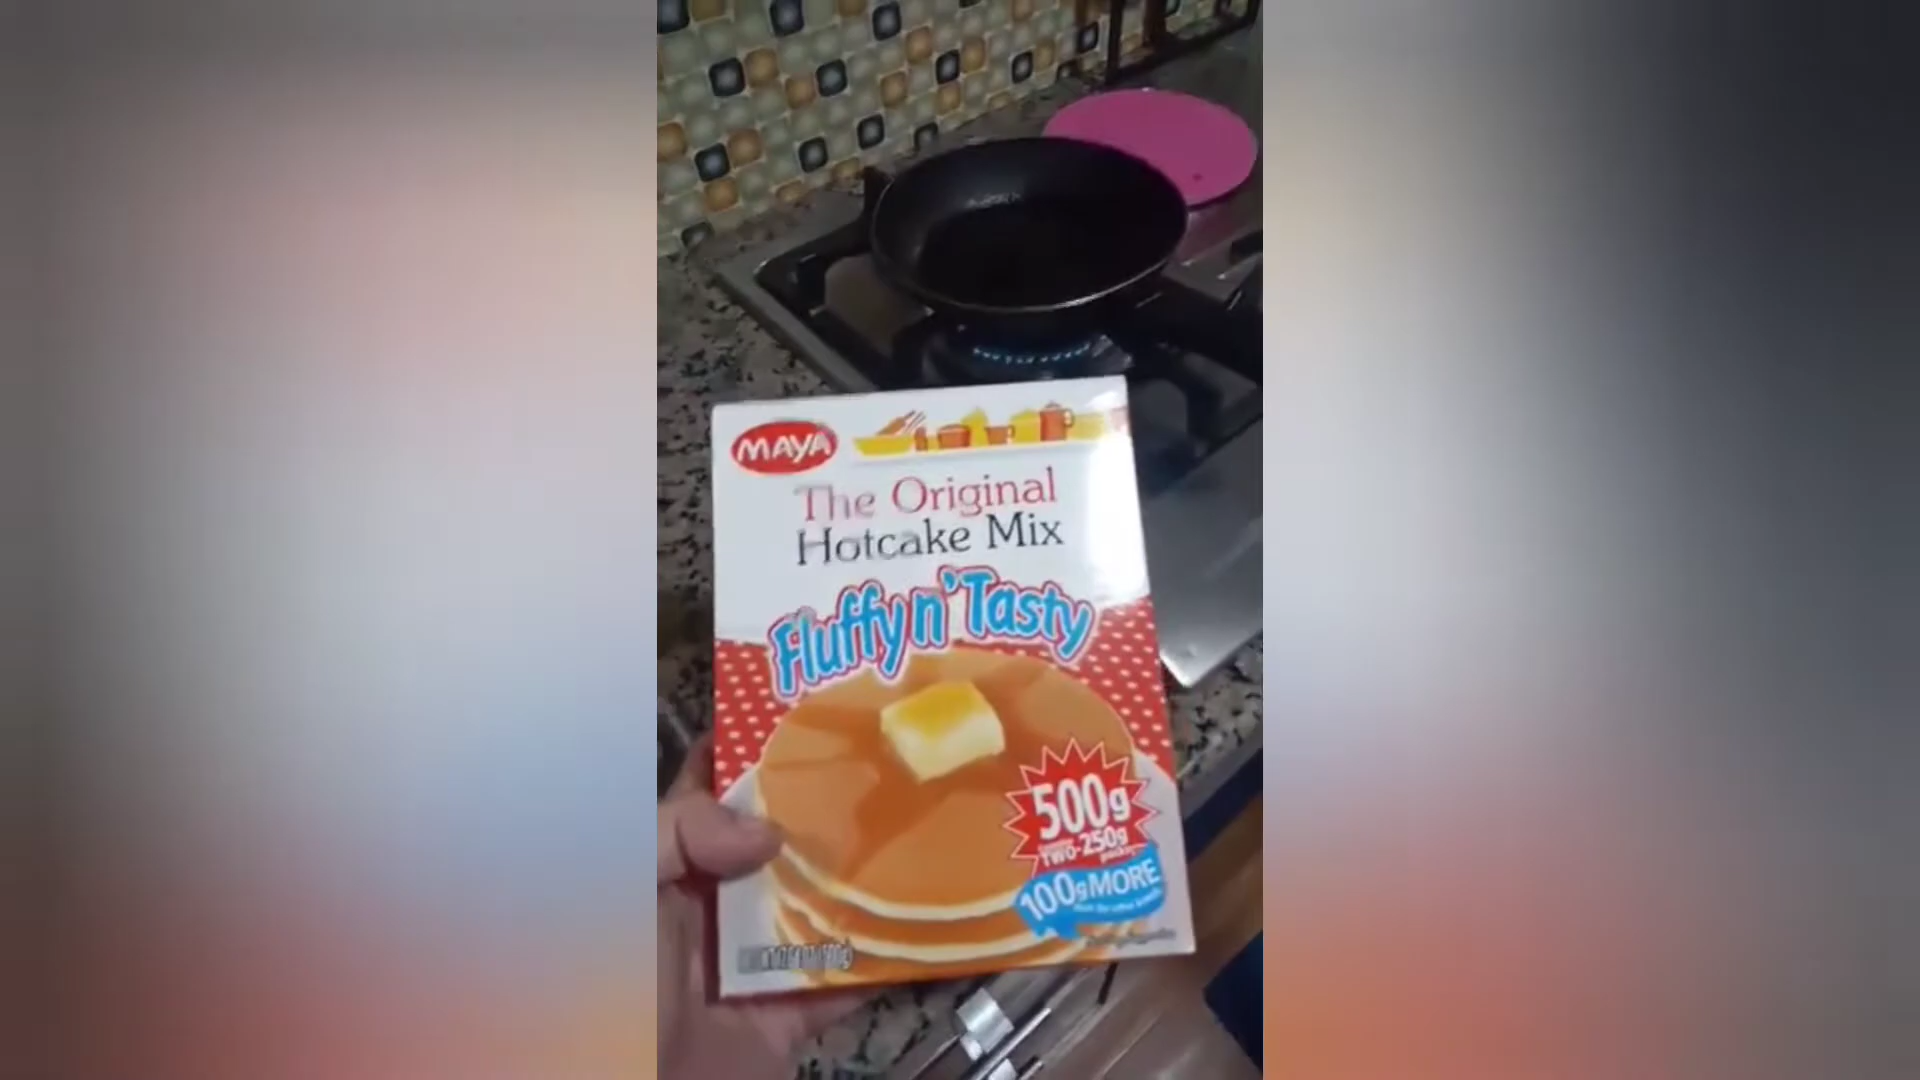 MAYA
The Original
Hotcake Mix
Fluffy n' Tasty
500g
Two-250g
100g MORE